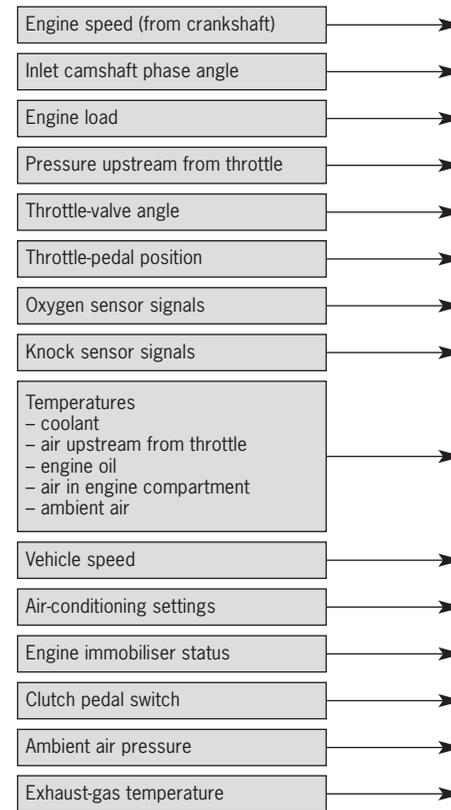 Engine speed (from crankshaft)
Inlet camshaft phase angle
Engine load
Pressure upstream from throttle
Throttle-valve angle
Throttle-pedal position
Oxygen sensor signals
Knock sensor signals
Temperatures
– coolant
– air upstream from throttle
– engine oil
– air in engine compartment
– ambient air
Vehicle speed
Air-conditioning settings
Engine immobiliser status
Clutch pedal switch
Ambient air pressure
Exhaust-gas temperature